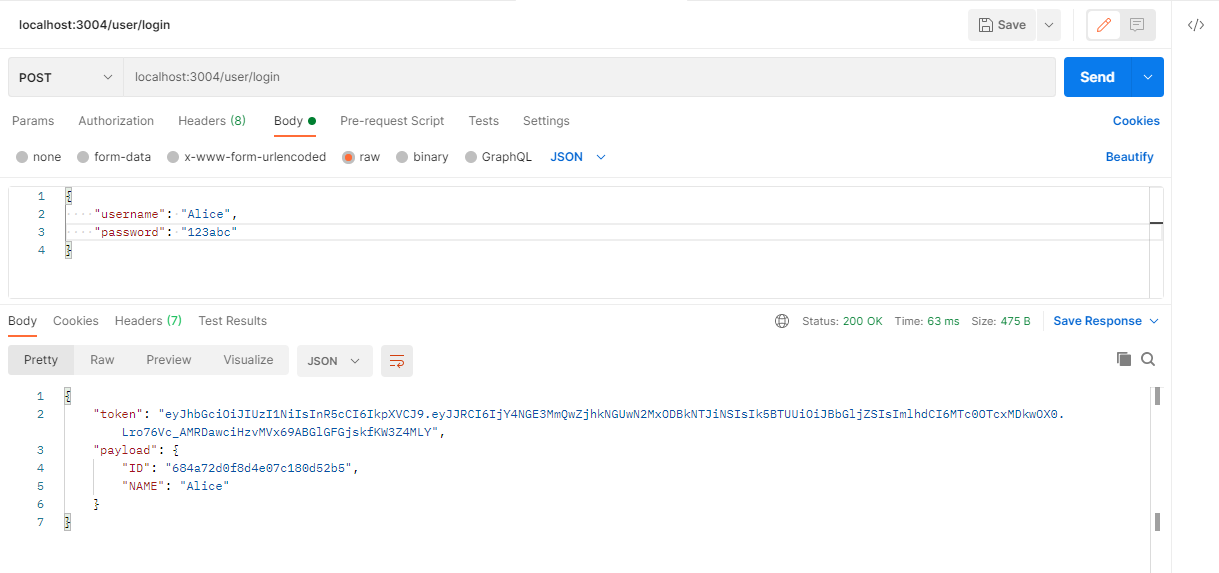 localhost:3004/user/login
Save
</>
POST
localhost:3004/user/login
Send
Params Authorization Headers (8) Body Pre-request Script Tests Settings Cookies
none form-data x-www-form-urlencoded raw binary GraphQL JSON Beautify
1 {
2 "username": "Alice",
3 "password": "123abc"
4 }
Body Cookies Headers (7) Test Results Status: 200 OK Time: 63 ms Size: 475 B Save Response
Pretty Raw Preview Visualize JSON
1 {
2 "token": "eyJhbGciOiJIUzI1NiIsInR5cCI6IkpXVCJ9.eyJJRCI6IjY4NGE3MmQwZjhkNGUwN2MxODBkNTJiNSIsIk5BTUUiOiJBbGljZSIsImlhdCI6MTc0OTcxMDkwOX0.
Lro76Vc_AMRDawciHzvMVx69ABGlGFGjskfKW3Z4MLY",
3 "payload": {
4 "ID": "684a72d0f8d4e07c180d52b5",
5 "NAME": "Alice"
6 }
7 }